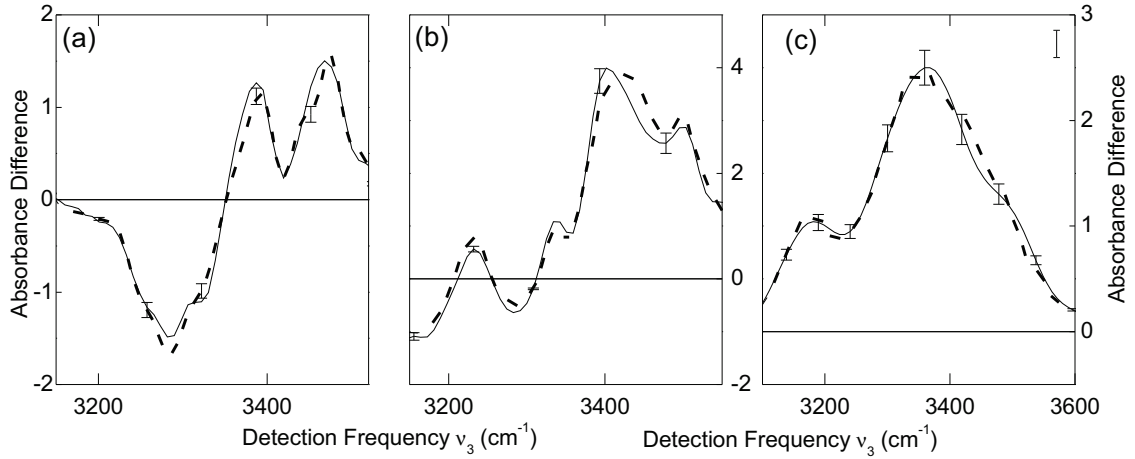 (a)
(b)
(c)
Absorbance Difference
2
1
0
-1
-2
3200
3400
4
2
0
-2
3200
3400
3
2
1
0
Absorbance Difference
3200
3400
3600
Detection Frequency ν3 (cm-1)
Detection Frequency ν3 (cm-1)